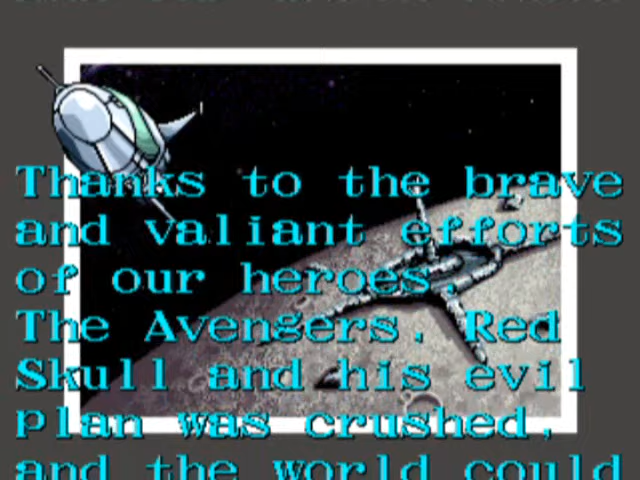 Thanks to the brave
and valiant efforts
of our heroes.
The Avengers. Red
Skull and his evil
plan was crushed,
and the world could